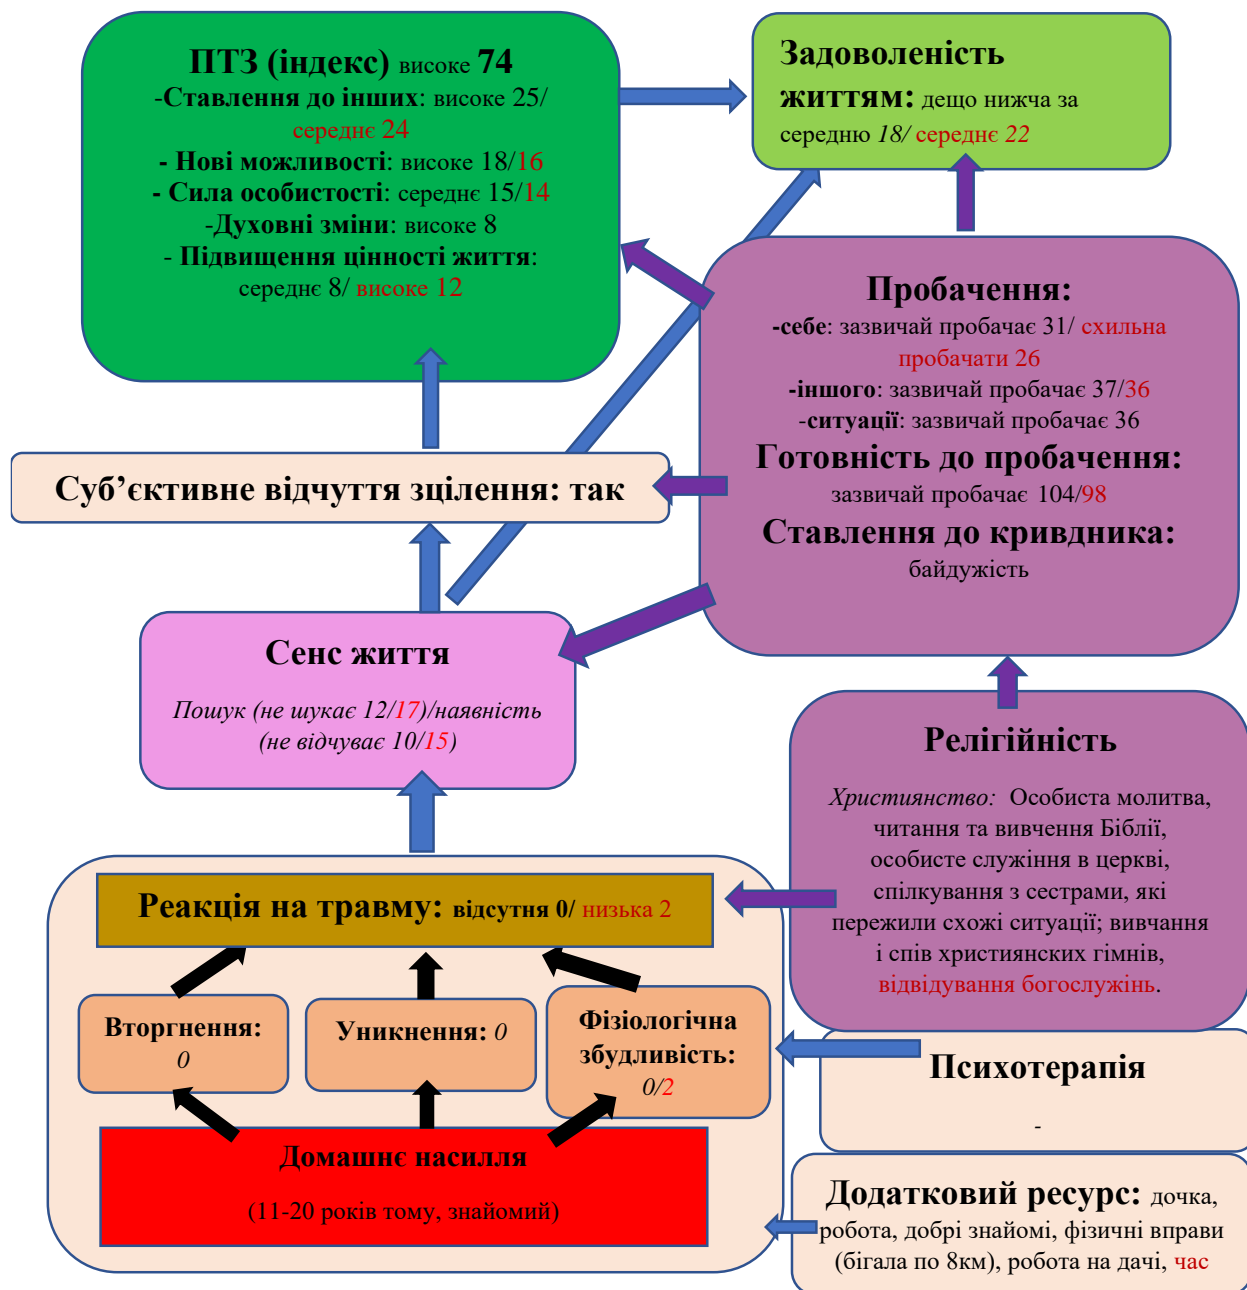 ПТЗ (індекс) високе 74
-Ставлення до інших: високе 25/
середнє 24
- Нові можливості: високе 18/16
- Сила особистості: середнє 15/14
-Духовні зміни: високе 8
- Підвищення цінності життя:
середнє 8/ високе 12
Задоволеність
життям: дещо нижча за
середню 18/ середнє 22
Пробачення:
-себе: зазвичай пробачає 31/ схильна
пробачати 26
-іншого: зазвичай пробачає 37/36
-ситуації: зазвичай пробачає 36
Готовність до пробачення:
зазвичай пробачає 104/98
Ставлення до кривдника:
байдужість
Суб’єктивне відчуття зцілення: так
Сенс життя
Пошук (не шукає 12/17)/наявність
(не відчуває 10/15)
Релігійність
Християнство: Особиста молитва,
читання та вивчення Біблії,
особисте служіння в церкві,
спілкування з сестрами, які
пережили схожі ситуації; вивчання
і спів християнских гімнів,
відвідування богослужінь.
Реакція на травму: відсутня 0/ низька 2
Вторгнення:
0
Уникнення: 0
Фізіологічна
збудливість:
0/2
Домашнє насилля
(11-20 років тому, знайомий)
Психотерапія
-
Додатковий ресурс: дочка,
робота, добрі знайомі, фізичні вправи
(бігала по 8км), робота на дачі, час